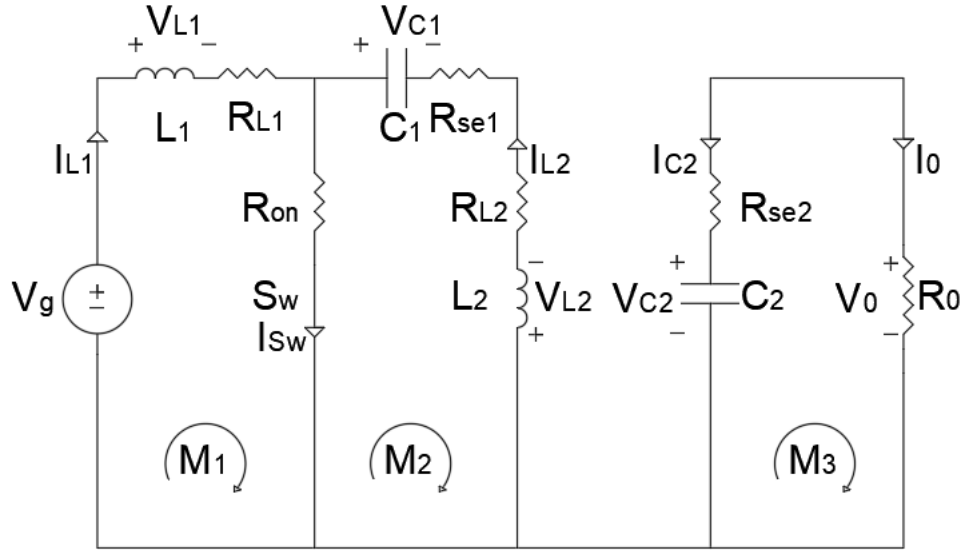 + VL1 −
+ VC1 −
L1
RL1
C1
Rse1
IL1
IL2
IC2
I0
Ron
RL2
Rse2
Vg
+
−
Sw
ISw
L2
−
VL2
+
+
VC2
−
C2
+
V0
−
R0
M1
M2
M3